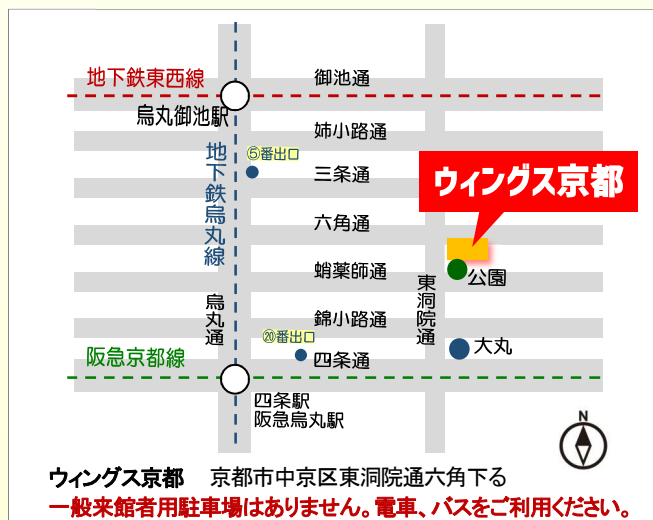 地下鉄東西線
御池通
烏丸御池駅
姉小路通
⑤番出口
地下鉄烏丸線
三条通
ウィングス京都
六角通
蛸薬師通
公園
東洞院通
烏丸通
錦小路通
⑳番出口
大丸
阪急京都線
四条通
四条駅
阪急烏丸駅
N
ウィングス京都 京都市中京区東洞院通六角下る
一般来館者用駐車場はありません。電車、バスをご利用ください。